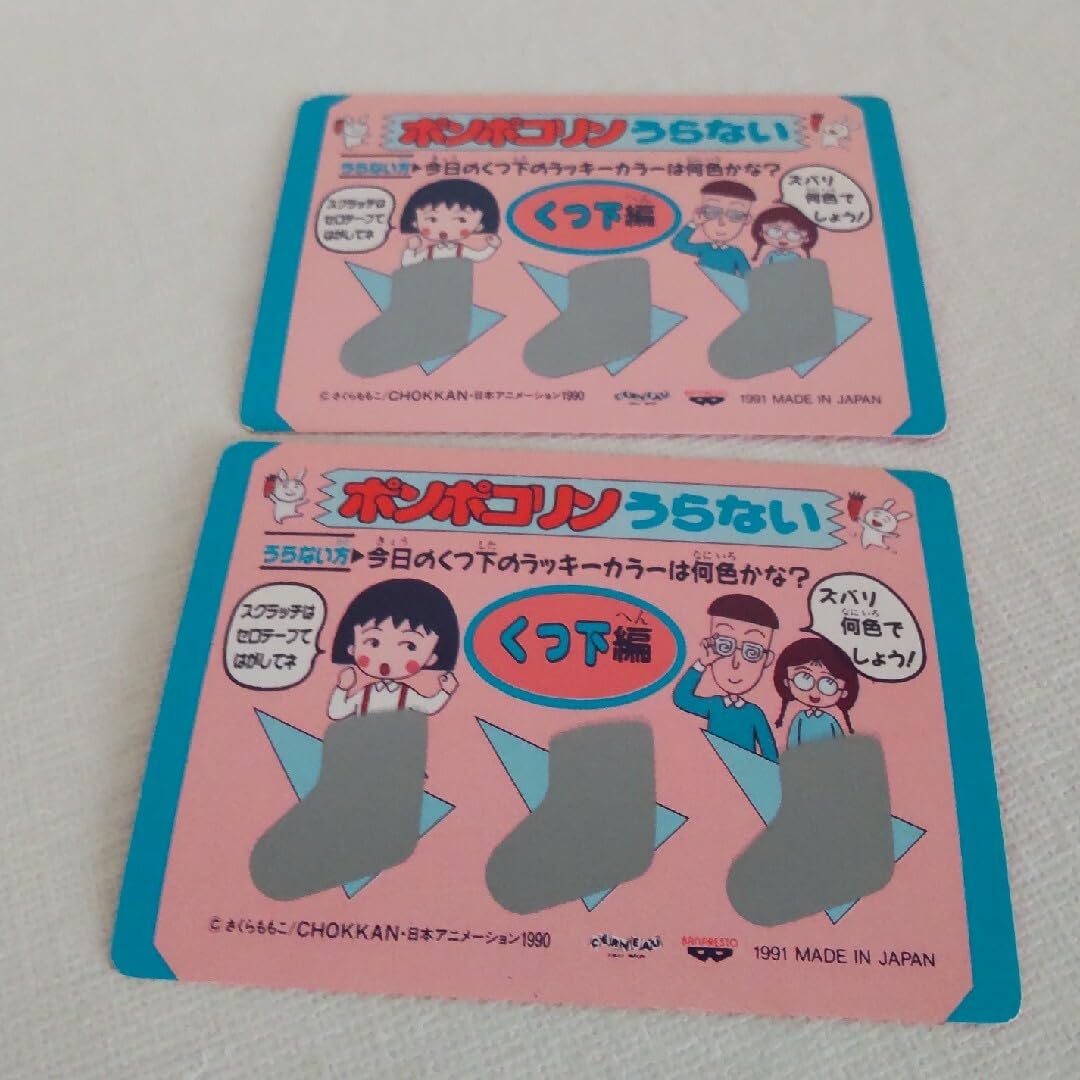 ポンポコリンうらない
うらない方▶今日のくつ下のラッキーカラーは何色かな?
スクラッチは
セロテープで
はがしてネ
くつ下編
ズバリ
何色で
しょう!
©さくらももこ/CHOKKAN・日本アニメーション1990
BANPRESTO
1991 MADE IN JAPAN
ポンポコリンうらない
うらない方▶今日のくつ下のラッキーカラーは何色かな?
スクラッチは
セロテープで
はがしてネ
くつ下編
ズバリ
何色で
しょう!
©さくらももこ/CHOKKAN・日本アニメーション1990
BANPRESTO
1991 MADE IN JAPAN